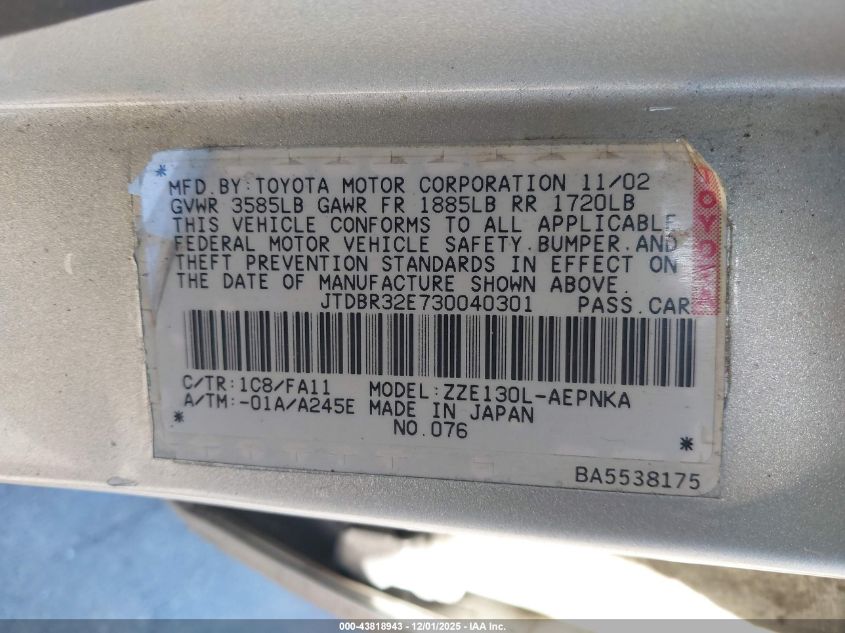 *
MFD. BY: TOYOTA MOTOR CORPORATION 11/02
GVWR 3585LB GAWR FR 1885LB RR 1720LB
THIS VEHICLE CONFORMS TO ALL APPLICABLE
FEDERAL MOTOR VEHICLE SAFETY. BUMPER. AND
THEFT PREVENTION STANDARDS IN EFFECT ON
THE DATE OF MANUFACTURE SHOWN ABOVE.
JTDBR32E730040301 PASS. CAR
C/TR: 1C8/FA11 MODEL: ZZE130L-AEPNKA
A/TM: -01A/A245E MADE IN JAPAN
* NO. 076 *
BA5538175
000-43818943 - 12/01/2025 - IAA Inc.